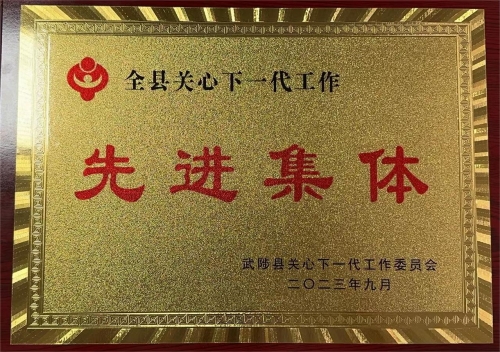 全县关心下一代工作
先进集体
武陟县关心下一代工作委员会
二〇二三年九月